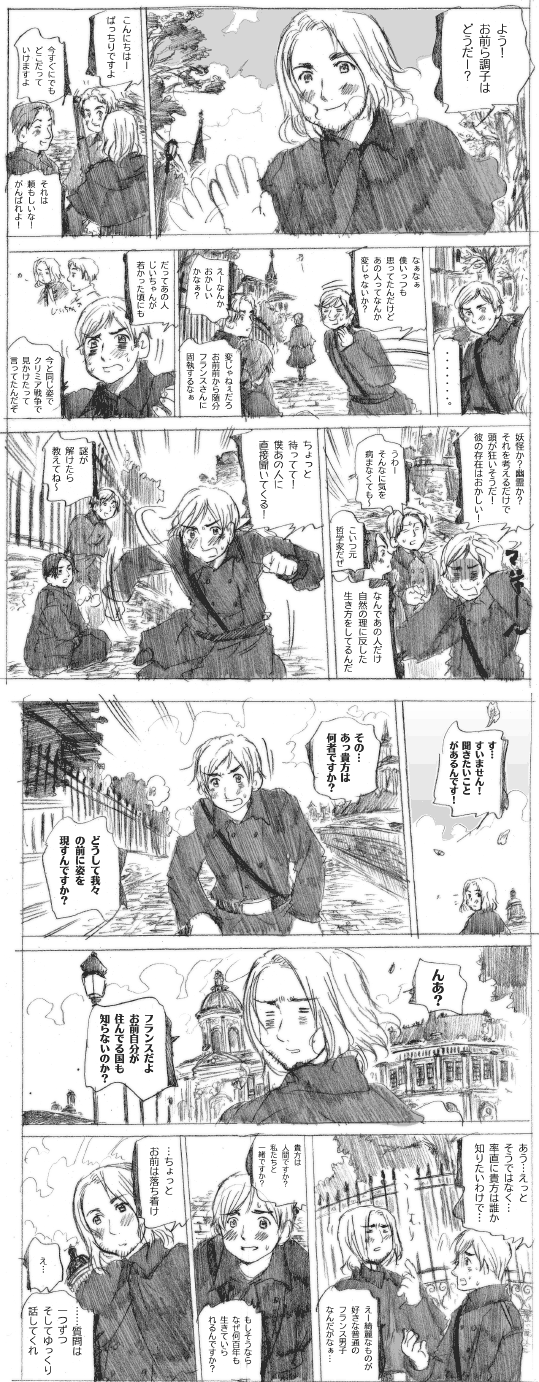 よう!
お前ら調子は
どうだー?
こんにちはー
ばっちりですよ
今すぐにでも
どこだって
いけますよ
それは
頼もしいな!
がんばれよ!
・・・・・・・。
なぁなぁ
僕いっつも
思ってたんだけど
あの人ってなんか
変じゃないか?
えーなんか
おかしい
かなぁ?
変じゃねぇだろ
お前前から随分
フランスさんに
固執するなぁ
だってあの人
じいちゃんが
若かった頃にも
今と同じ姿で
クリミア戦争で
見かけたって
言ってたんだぞ
妖怪か?幽霊か?
それを考えるだけで
頭が狂いそうだ!
彼の存在はおかしい!
うわー
そんなに気を
病まなくても~
こいつ元
哲学家だぜ
なんであの人だけ
自然の理に反した
生き方をしてるんだ
ちょっと
待ってて!
僕あの人に
直接聞いてくる!
謎が
解けたら
教えてね~
す…
すいません!
聞きたいこと
があるんです!
その…
あっ貴方は
何者ですか?
どうして我々
の前に姿を
現すんですか?
んあ?
フランスだよ
お前自分が
住んでる国も
知らないのか?
あう…えっと
そうではなく…
率直に貴方は誰か
知りたいわけで…
えー綺麗なものが
好きな普通の
フランス男子
なんだがなぁ…
貴方は
人間ですか?
私たちと
一緒ですか?
もしそうなら
なぜ何百年も
生きていら
れるんですか?
…ちょっと
お前は落ち着け
え…
……質問は
一つずつ
そしてゆっくり
話してくれ